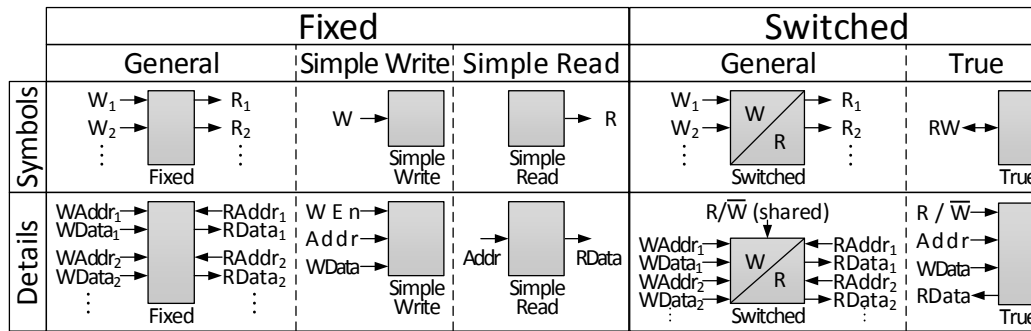 Fixed
Switched
General
Simple Write
Simple Read
General
True
Symbols
W1
W2
⋮
R1
R2
⋮
Fixed
W
Simple
Write
R
Simple
Read
W1
W2
⋮
W
R
R1
R2
⋮
Switched
RW
True
Details
WAddr1
WData1
WAddr2
WData2
⋮
RAddr1
RData1
RAddr2
RData2
⋮
Fixed
W E n
Addr
WData
Simple
Write
Addr
RData
Simple
Read
R/W̅ (shared)
WAddr1
WData1
WAddr2
WData2
⋮
W
R
RAddr1
RData1
RAddr2
RData2
⋮
Switched
R / W̅
Addr
WData
RData
True